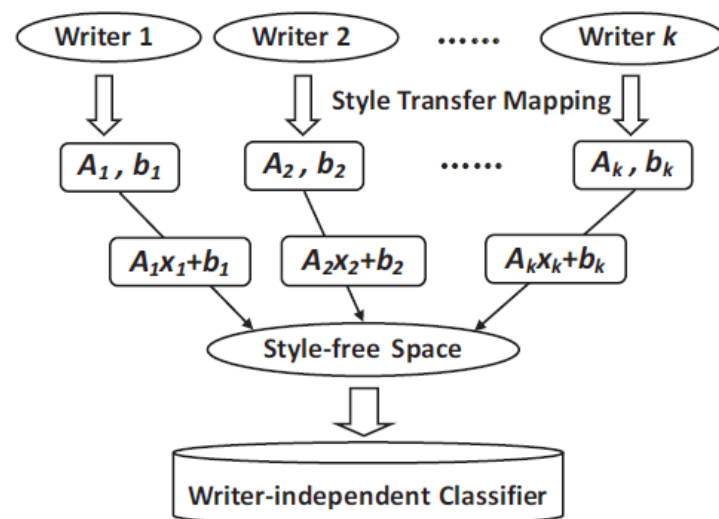 Writer 1 Writer 2 ...... Writer k
Style Transfer Mapping
A₁ , b₁ A₂ , b₂ ...... Aₖ , bₖ
A₁x₁+b₁ A₂x₂+b₂ Aₖxₖ+bₖ
Style-free Space
Writer-independent Classifier